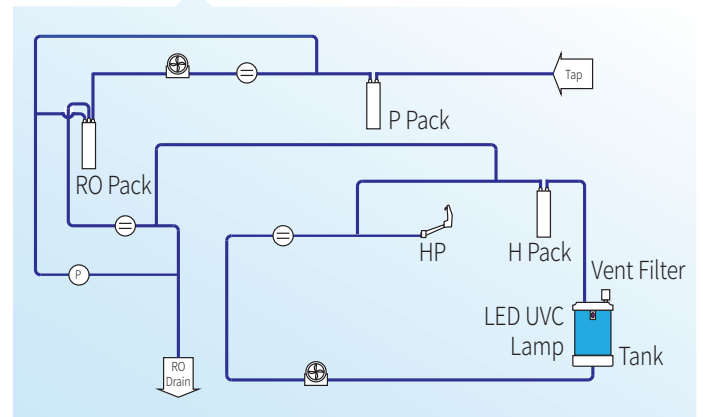 Tap
P Pack
RO Pack
HP
H Pack
Vent Filter
LED UVC
Lamp
Tank
P
RO
Drain